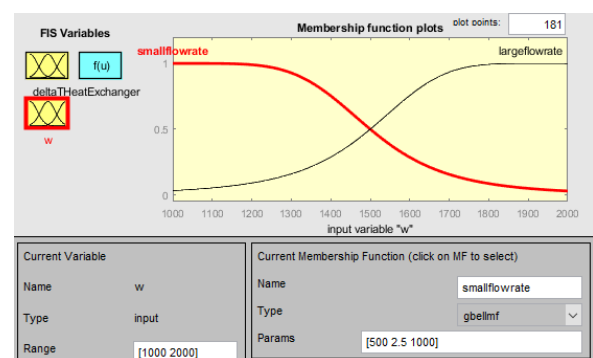 FIS Variables
f(u)
deltaTHeatExchanger
w
Membership function plots
plot points:
181
smallflowrate
largeflowrate
1
0.5
0
1000 1100 1200 1300 1400 1500 1600 1700 1800 1900 2000
input variable "w"
Current Variable
Name w
Type input
Range [1000 2000]
Current Membership Function (click on MF to select)
Name smallflowrate
Type gbellmf
Params [500 2.5 1000]